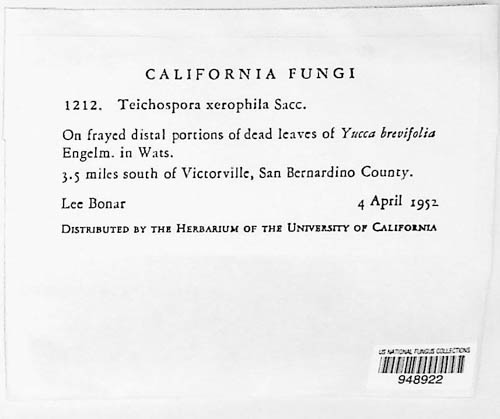 CALIFORNIA FUNGI
1212. Teichospora xerophila Sacc.
On frayed distal portions of dead leaves of Yucca brevifolia
Engelm. in Wats.
3.5 miles south of Victorville, San Bernardino County.
Lee Bonar 4 April 1952
DISTRIBUTED BY THE HERBARIUM OF THE UNIVERSITY OF CALIFORNIA
US NATIONAL FUNGUS COLLECTIONS
948922